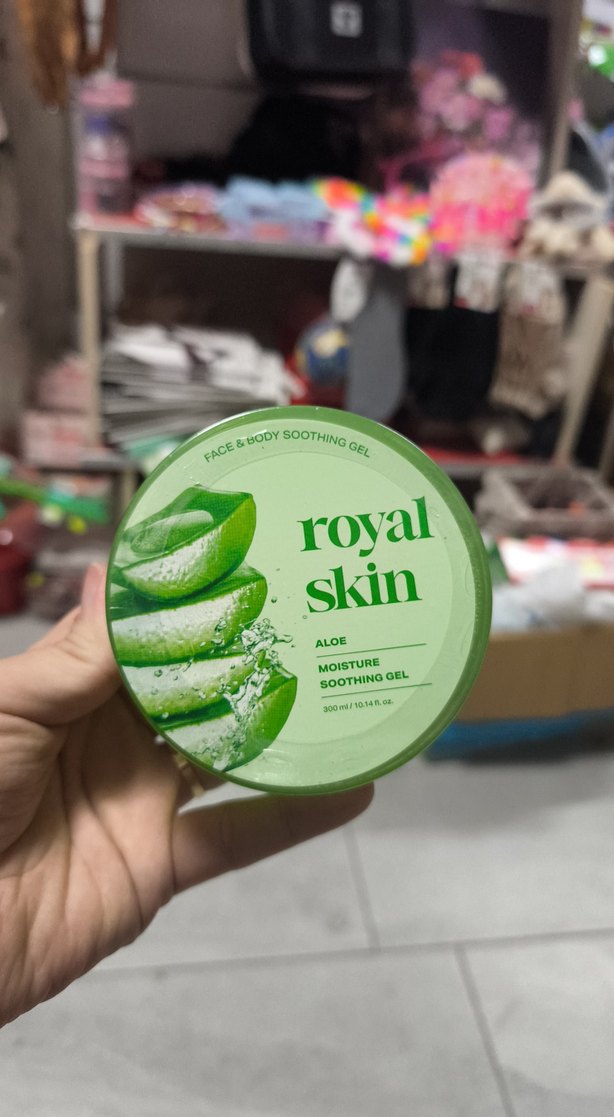 FACE & BODY SOOTHING GEL
royal
skin
ALOE
MOISTURE
SOOTHING GEL
300 ml / 10.14 fl. oz.